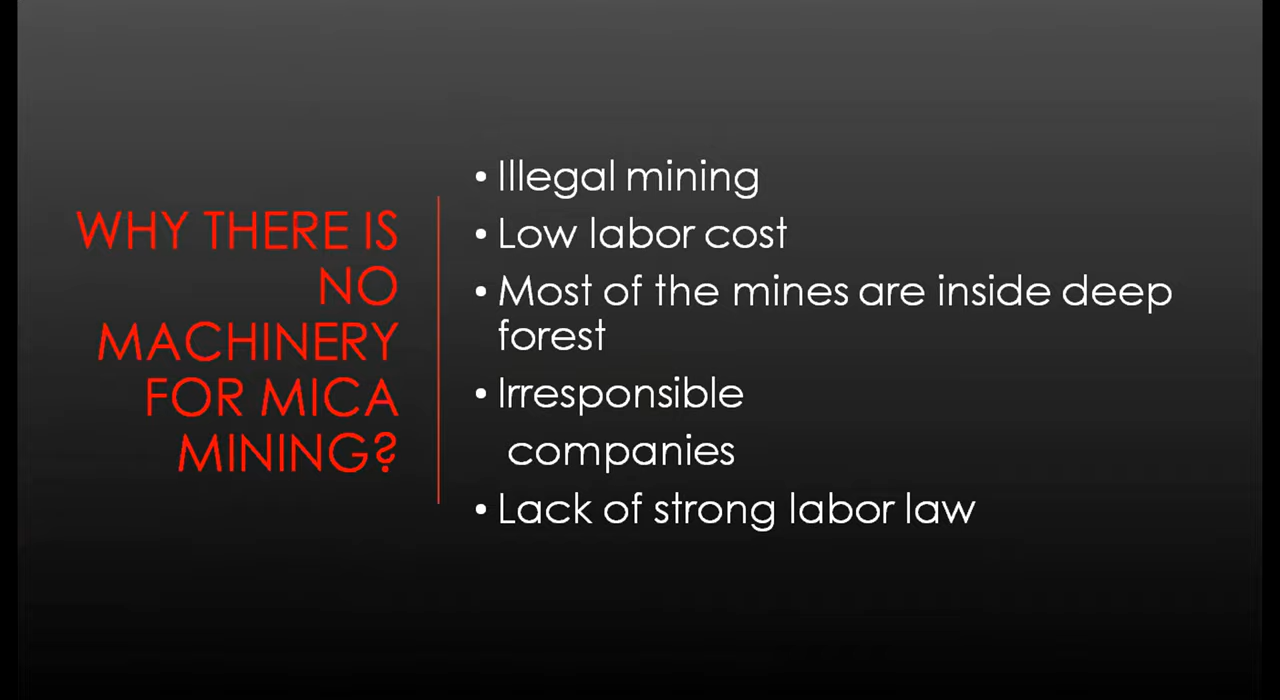 WHY THERE IS
NO
MACHINERY
FOR MICA
MINING?
• Illegal mining
• Low labor cost
• Most of the mines are inside deep
forest
• Irresponsible
companies
• Lack of strong labor law